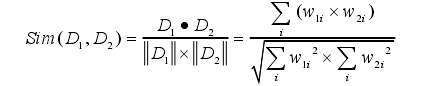 Sim(D₁, D₂) = D₁ • D₂ / ‖D₁‖×‖D₂‖ = ∑ᵢ (w₁ᵢ × w₂ᵢ) / √(∑ᵢ w₁ᵢ² × ∑ᵢ w₂ᵢ²)